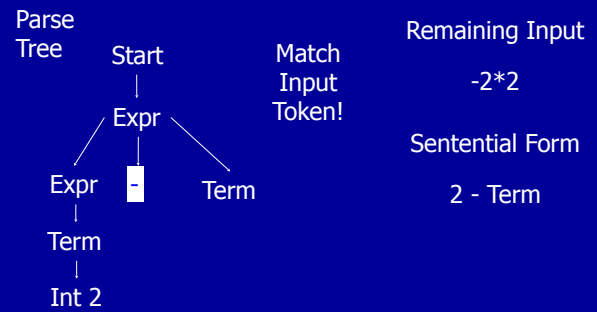 Parse
Tree
Start
Match
Input
Token!
Remaining Input
-2*2
Expr
Sentential Form
Expr
-
Term
2 - Term
Term
Int 2